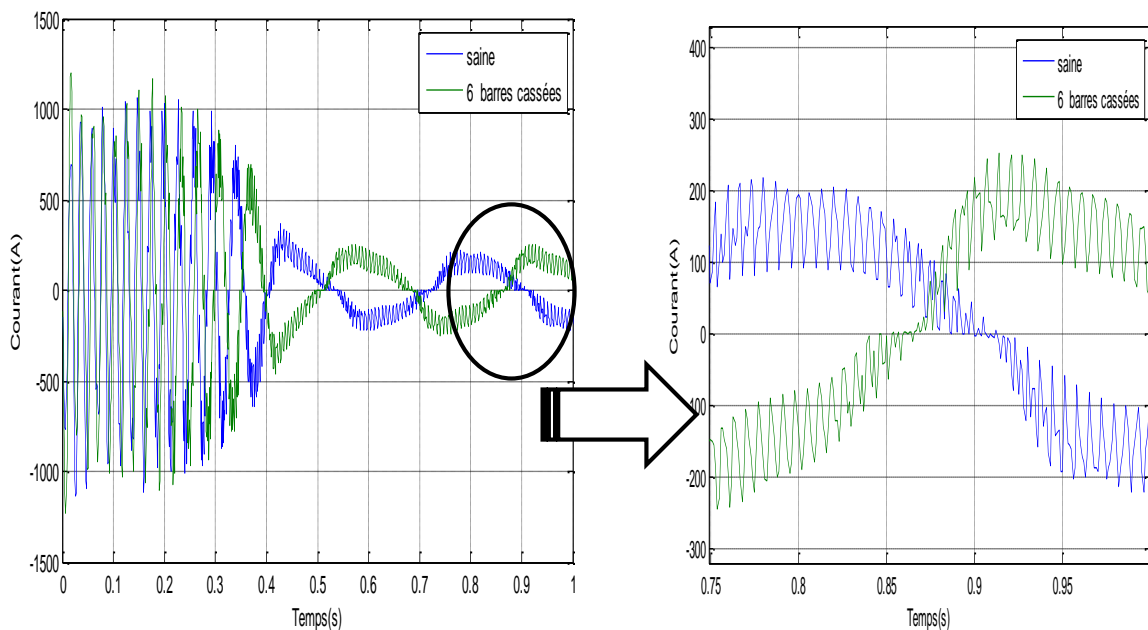 1500
1000
500
0
-500
-1000
-1500
Courant(A)
0 0.1 0.2 0.3 0.4 0.5 0.6 0.7 0.8 0.9 1
Temps(s)
saine
6 barres cassées
400
300
200
100
0
-100
-200
-300
Courant(A)
0.75 0.8 0.85 0.9 0.95
Temps(s)
saine
6 barres cassées